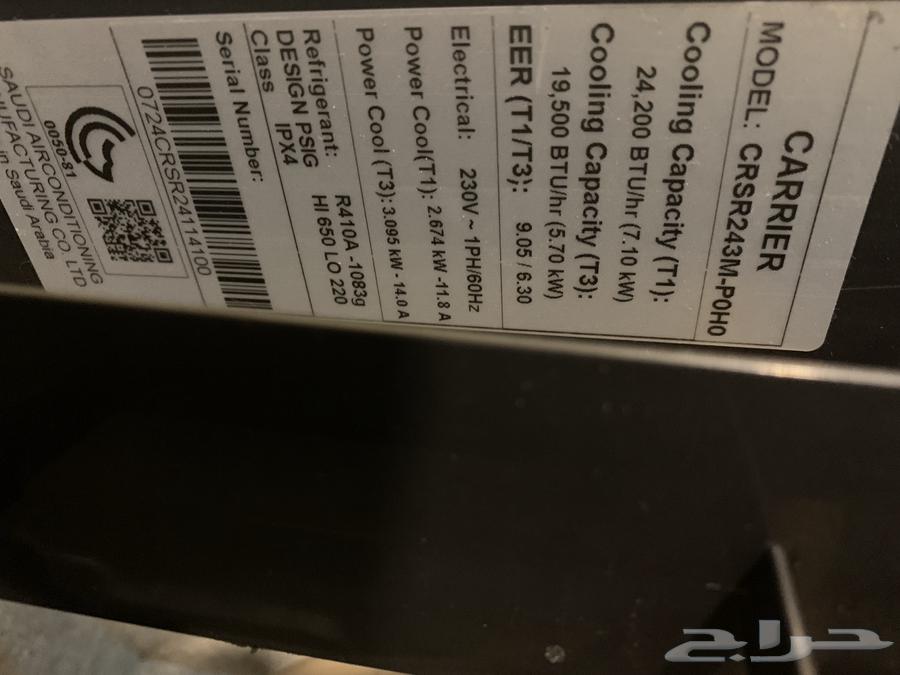 CARRIER
MODEL: CRSR243M-P0H0
Cooling Capacity (T1):
24,200 BTU/hr (7.10 kW)
Cooling Capacity (T3):
19,500 BTU/hr (5.70 kW)
EER (T1/T3): 9.05 / 6.30
Electrical: 230V ~ 1PH/60Hz
Power Cool(T1): 2.674 kW -11.8 A
Power Cool (T3): 3.095 kW - 14.0 A
Refrigerant: R410A -1083g
DESIGN PSIG HI 650 LO 220
Class IPX4
Serial Number:
0724CRSR24114100
0050-81
SAUDI AIRCONDITIONING
NUFACTURING CO. LTD
in Saudi Arabia
حراج